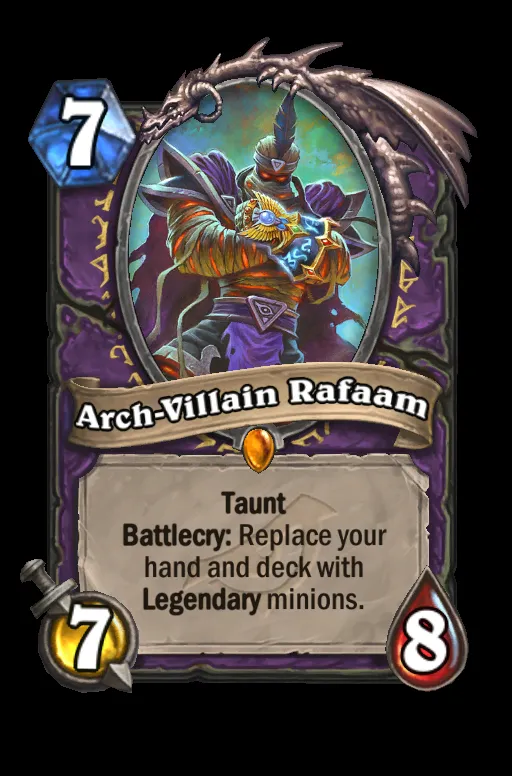 7
Arch-Villain Rafaam
Taunt
Battlecry: Replace your
hand and deck with
Legendary minions.
7
8